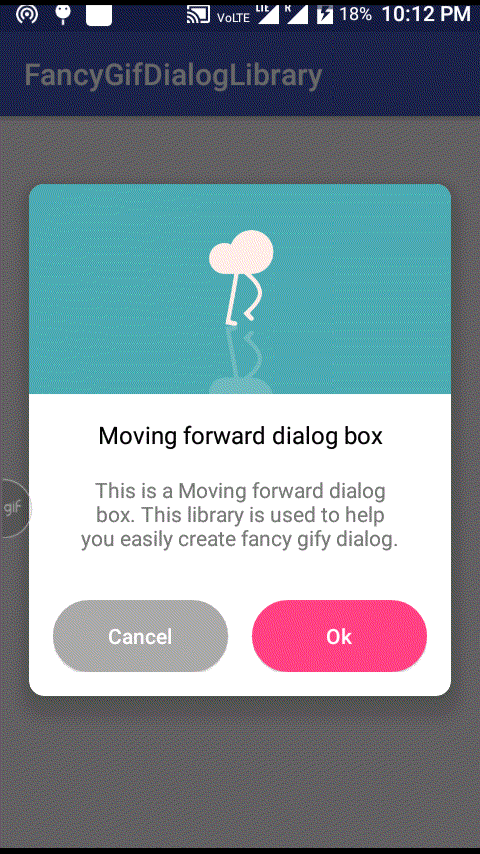 VoLTE LTE R 18% 10:12 PM
FancyGifDialogLibrary
Moving forward dialog box
This is a Moving forward dialog
box. This library is used to help
you easily create fancy gify dialog.
gif
Cancel Ok